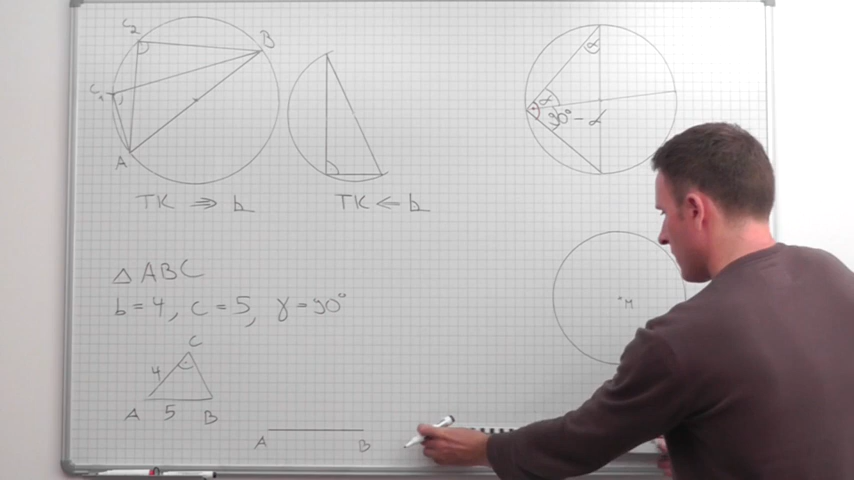 C2
B
C1
A
TK ⇒ ⊾
TK ⇐ ⊾
α
α
90° - α
△ABC
b = 4, c = 5, γ = 90°
C
4
A 5 B
A B
M